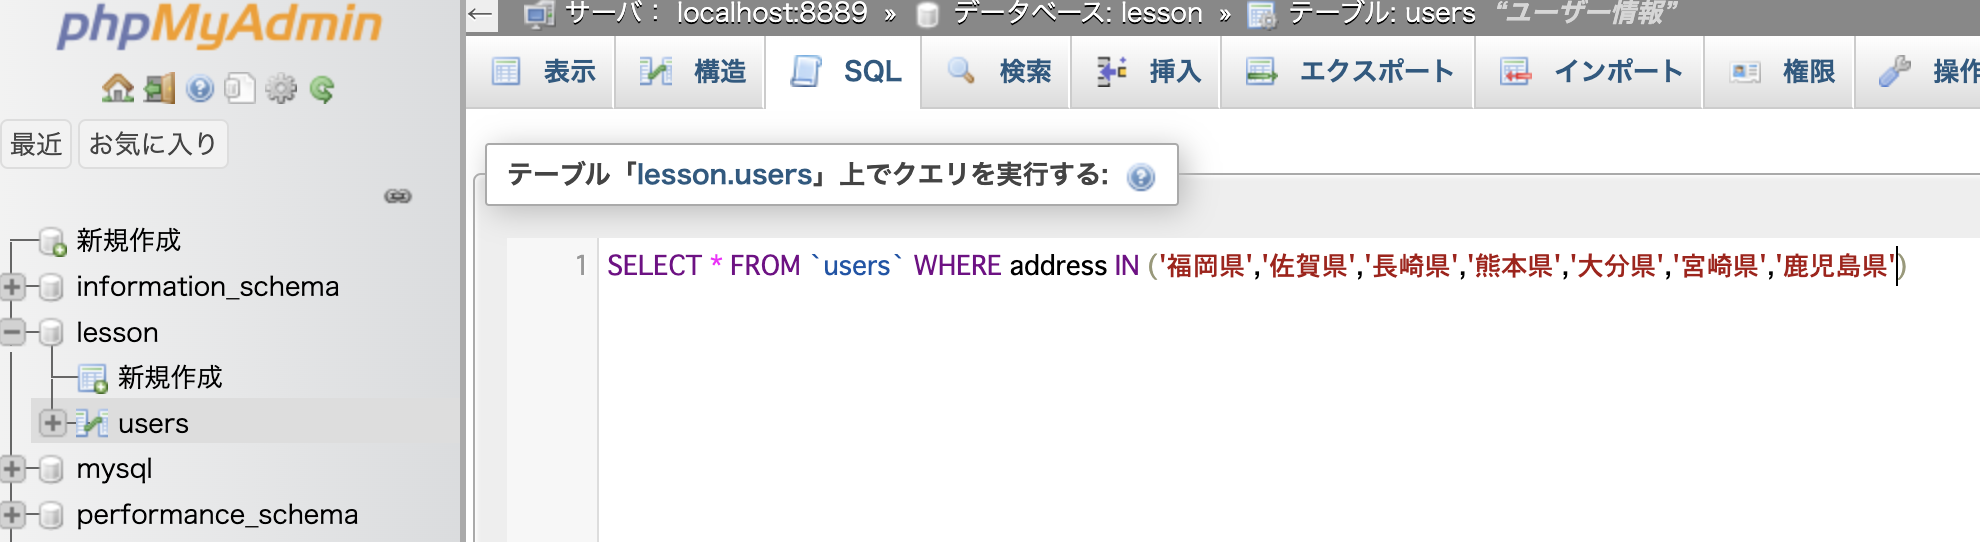 phpMyAdmin
最近 お気に入り
新規作成
information_schema
lesson
新規作成
users
mysql
performance_schema
← サーバ： localhost:8889 » データベース: lesson » テーブル: users “ユーザー情報”
表示 構造 SQL 検索 挿入 エクスポート インポート 権限 操作
テーブル「lesson.users」上でクエリを実行する:
1 SELECT * FROM `users` WHERE address IN ('福岡県','佐賀県','長崎県','熊本県','大分県','宮崎県','鹿児島県')